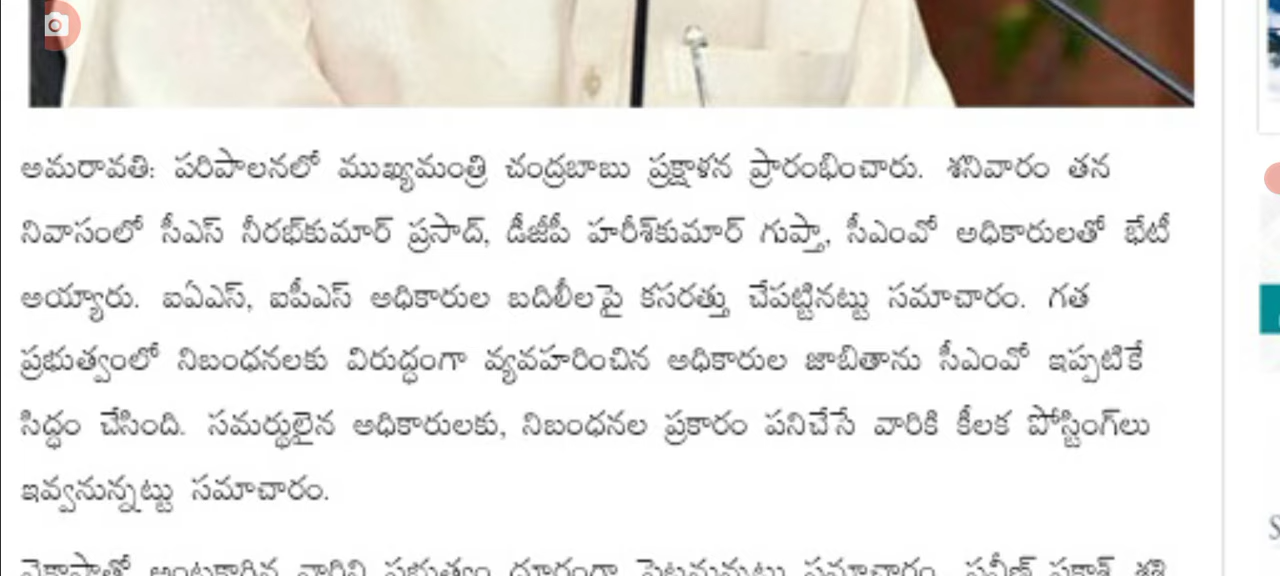 అమరావతి: పరిపాలనలో ముఖ్యమంత్రి చంద్రబాబు ప్రక్షాళన ప్రారంభించారు. శనివారం తన
నివాసంలో సీఎస్ నీరభ్‌కుమార్ ప్రసాద్, డీజీపీ హరీశ్‌కుమార్ గుప్తా, సీఎంవో అధికారులతో భేటీ
అయ్యారు. ఐఏఎస్, ఐపీఎస్ అధికారుల బదిలీలపై కసరత్తు చేపట్టినట్టు సమాచారం. గత
ప్రభుత్వంలో నిబంధనలకు విరుద్ధంగా వ్యవహరించిన అధికారుల జాబితాను సీఎంవో ఇప్పటికే
సిద్ధం చేసింది. సమర్థులైన అధికారులకు, నిబంధనల ప్రకారం పనిచేసే వారికి కీలక పోస్టింగ్‌లు
ఇవ్వనున్నట్టు సమాచారం.